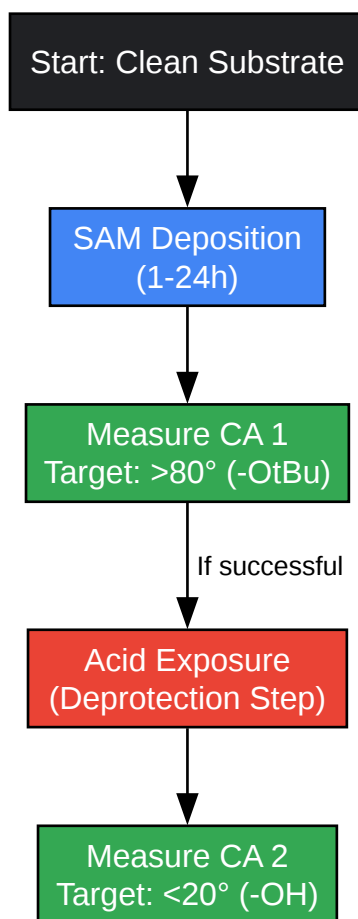 Start: Clean Substrate
SAM Deposition
(1-24h)
Measure CA 1
Target: >80° (-OtBu)
If successful
Acid Exposure
(Deprotection Step)
Measure CA 2
Target: <20° (-OH)